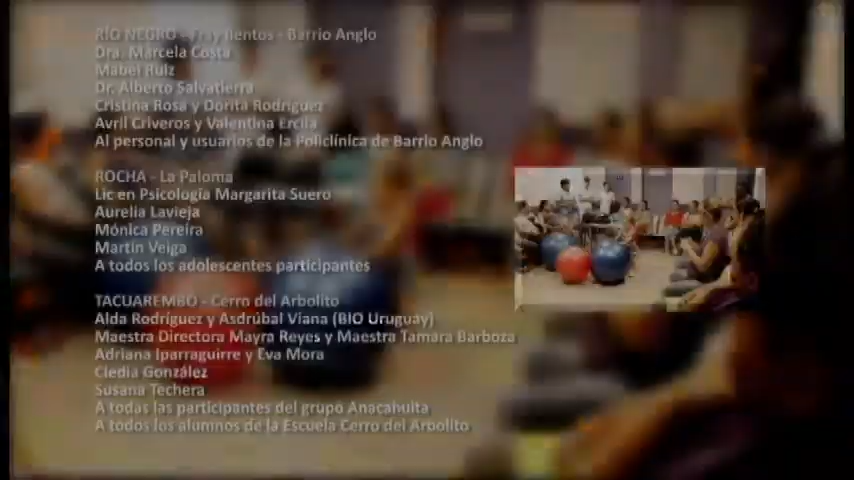 RÍO NEGRO - Fray Bentos - Barrio Anglo
Dra. Marcela Costa
Mabel Ruiz
Dr. Alberto Salvatierra
Cristina Rosa y Dorita Rodríguez
Avril Criveros y Valentina Ercila
Al personal y usuarios de la Policlínica de Barrio Anglo
ROCHA - La Paloma
Lic en Psicología Margarita Suero
Aurelia Lavieja
Mónica Pereira
Martín Veiga
A todos los adolescentes participantes
TACUAREMBO - Cerro del Arbolito
Alda Rodríguez y Asdrúbal Viana (BIO Uruguay)
Maestra Directora Mayra Reyes y Maestra Tamara Barboza
Adriana Iparraguirre y Eva Mora
Cledia González
Susana Techera
A todas las participantes del grupo Anacahuita
A todos los alumnos de la Escuela Cerro del Arbolito